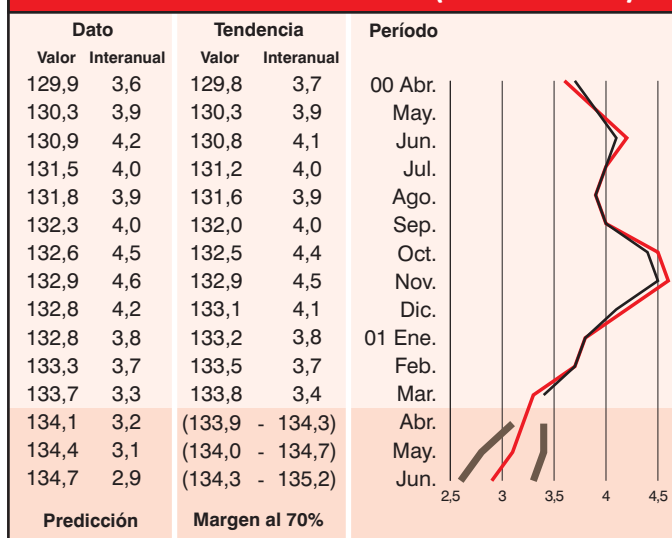 Dato Tendencia Período
Valor Interanual Valor Interanual
129,9 3,6 129,8 3,7 00 Abr.
130,3 3,9 130,3 3,9 May.
130,9 4,2 130,8 4,1 Jun.
131,5 4,0 131,2 4,0 Jul.
131,8 3,9 131,6 3,9 Ago.
132,3 4,0 132,0 4,0 Sep.
132,6 4,5 132,5 4,4 Oct.
132,9 4,6 132,9 4,5 Nov.
132,8 4,2 133,1 4,1 Dic.
132,8 3,8 133,2 3,8 01 Ene.
133,3 3,7 133,5 3,7 Feb.
133,7 3,3 133,8 3,4 Mar.
134,1 3,2 (133,9 - 134,3) Abr.
134,4 3,1 (134,0 - 134,7) May.
134,7 2,9 (134,3 - 135,2) Jun.
2,5 3 3,5 4 4,5
Predicción Margen al 70%